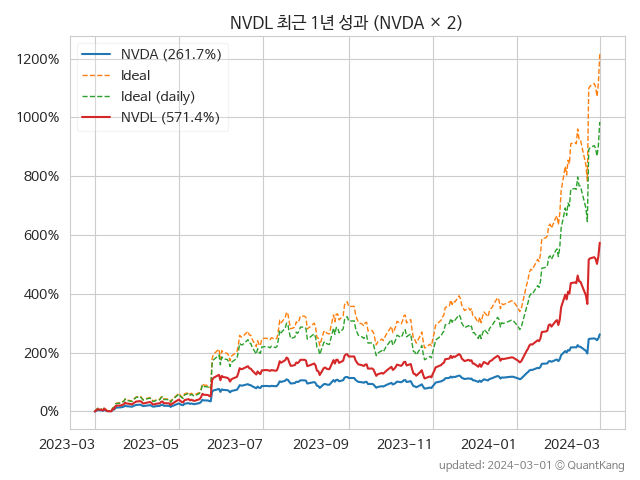 NVDL 최근 1년 성과 (NVDA × 2)
NVDA (261.7%)
Ideal
Ideal (daily)
NVDL (571.4%)
1200%
1000%
800%
600%
400%
200%
0%
2023-03 2023-05 2023-07 2023-09 2023-11 2024-01 2024-03
updated: 2024-03-01 © QuantKang